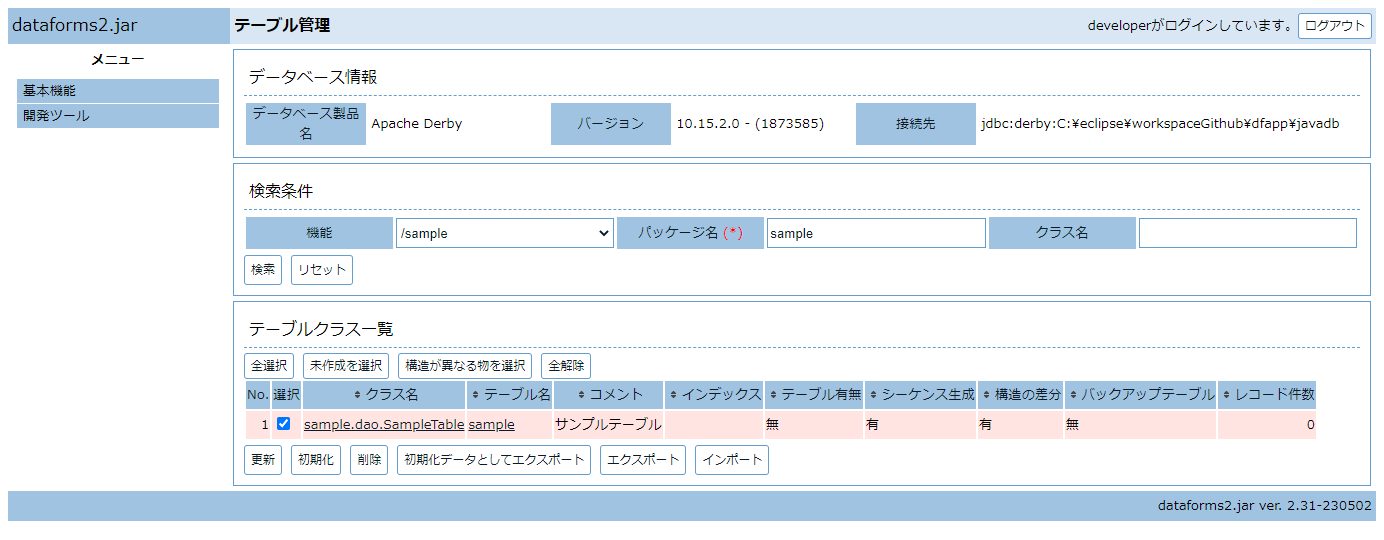 dataforms2.jar
テーブル管理
developerがログインしています。 ログアウト
メニュー
基本機能
開発ツール
データベース情報
データベース製品名 Apache Derby バージョン 10.15.2.0 - (1873585) 接続先 jdbc:derby:C:¥eclipse¥workspaceGithub¥dfapp¥javadb
検索条件
機能 /sample パッケージ名 (*) sample クラス名
検索 リセット
テーブルクラス一覧
全選択 未作成を選択 構造が異なる物を選択 全解除
No. 選択 クラス名 テーブル名 コメント インデックス テーブル有無 シーケンス生成 構造の差分 バックアップテーブル レコード件数
1 sample.dao.SampleTable sample サンプルテーブル 無 有 有 無 0
更新 初期化 削除 初期化データとしてエクスポート エクスポート インポート
dataforms2.jar ver. 2.31-230502